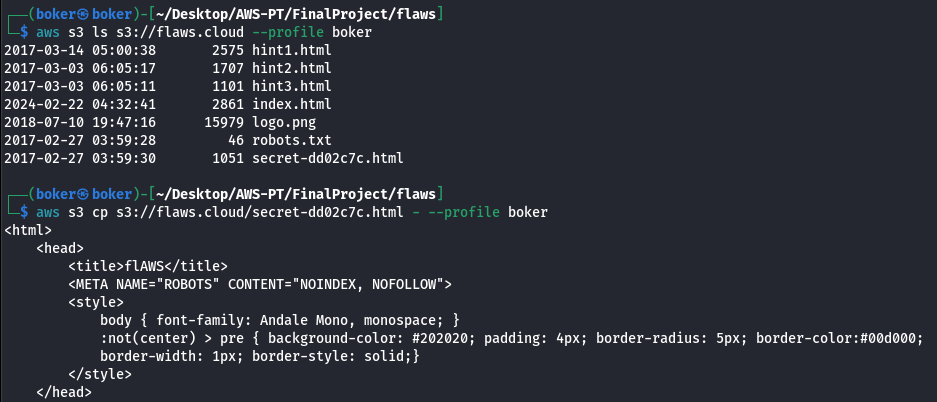 ┌──(boker㉿boker)-[~/Desktop/AWS-PT/FinalProject/flaws]
└─$ aws s3 ls s3://flaws.cloud --profile boker
2017-03-14 05:00:38       2575 hint1.html
2017-03-03 06:05:17       1707 hint2.html
2017-03-03 06:05:11       1101 hint3.html
2024-02-22 04:32:41       2861 index.html
2018-07-10 19:47:16      15979 logo.png
2017-02-27 03:59:28         46 robots.txt
2017-02-27 03:59:30       1051 secret-dd02c7c.html
┌──(boker㉿boker)-[~/Desktop/AWS-PT/FinalProject/flaws]
└─$ aws s3 cp s3://flaws.cloud/secret-dd02c7c.html - --profile boker
<html>
    <head>
        <title>flAWS</title>
        <META NAME="ROBOTS" CONTENT="NOINDEX, NOFOLLOW">
        <style>
            body { font-family: Andale Mono, monospace; }
            :not(center) > pre { background-color: #202020; padding: 4px; border-radius: 5px; border-color:#00d000;
            border-width: 1px; border-style: solid;}
        </style>
    </head>